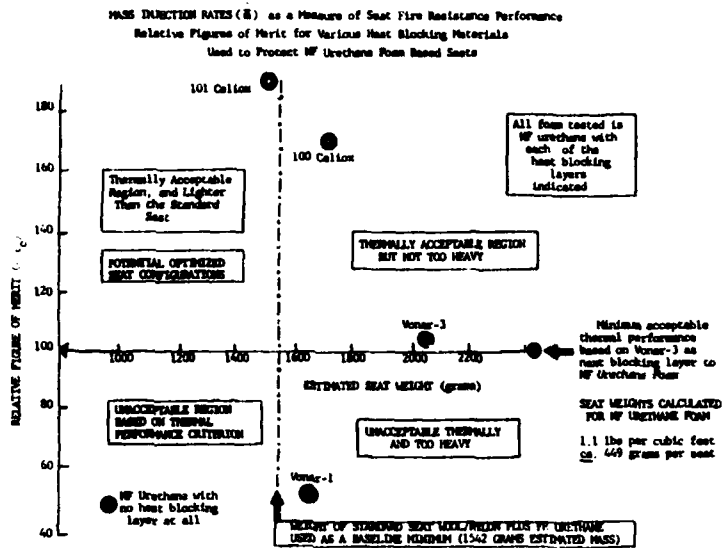 MASS INJECTION RATES (m̄) as a Measure of Seat Fire Resistance Performance
Relative Figures of Merit for Various Heat Blocking Materials
Used to Protect NF Urethane Foam Based Seats
101 Celiox
100 Celiox
All foam tested is
NF urethane with
each of the
heat blocking
layers
indicated
Thermally Acceptable
Region, and Lighter
Than the Standard
Seat
POTENTIAL OPTIMIZED
SEAT CONFIGURATIONS
THERMALLY ACCEPTABLE REGION
BUT NOT TOO HEAVY
RELATIVE FIGURE OF MERIT
180
160
140
120
100
80
60
40
Vonar-3
1000
1200
1400
1600
1800
2000
2200
ESTIMATED SEAT WEIGHT (grams)
Minimum acceptable
thermal performance
based on Vonar-3 as
heat blocking layer to
NF Urethane Foam
SEAT WEIGHTS CALCULATED
FOR NF URETHANE FOAM
1.1 lbs per cubic feet
ca. 449 grams per seat
UNACCEPTABLE REGION
BASED ON THERMAL
PERFORMANCE CRITERION
UNACCEPTABLE THERMALLY
AND TOO HEAVY
NF Urethane with
no heat blocking
layer at all
Vonar-1
WEIGHT OF STANDARD SEAT WOOL/NYLON PLUS FR URETHANE
USED AS A BASELINE MINIMUM (1542 GRAMS ESTIMATED MASS)